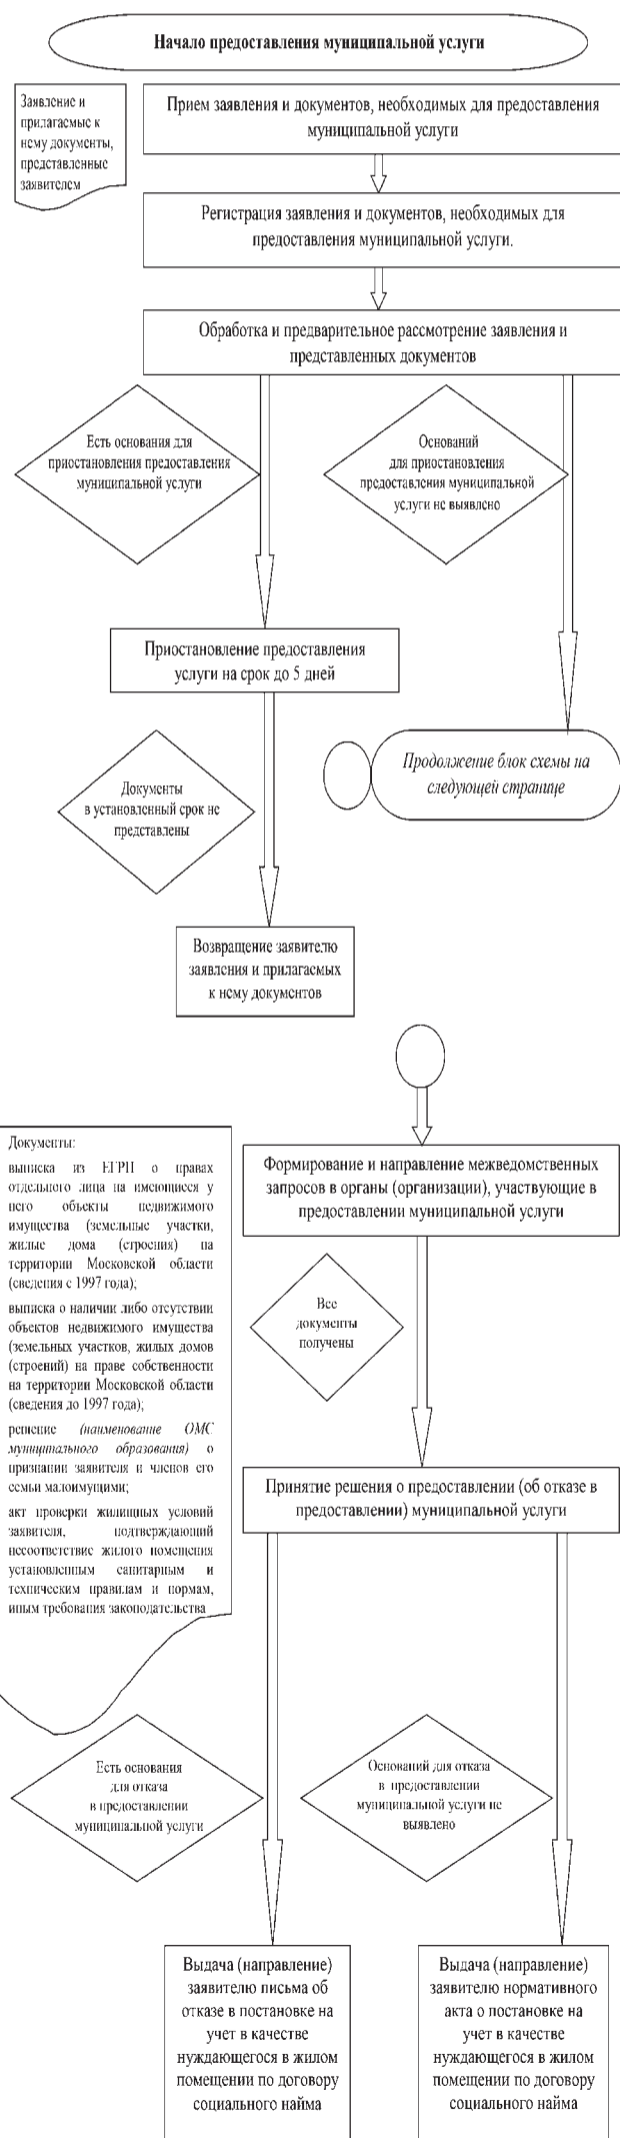 Начало предоставления муниципальной услуги
Заявление и
прилагаемые к
нему документы,
представленные
заявителем
Прием заявления и документов, необходимых для предоставления
муниципальной услуги
Регистрация заявления и документов, необходимых для
предоставления муниципальной услуги.
Обработка и предварительное рассмотрение заявления и
представленных документов
Есть основания для
приостановления предоставления
муниципальной услуги
Оснований
для приостановления
предоставления муниципальной
услуги не выявлено
Приостановление предоставления
услуги на срок до 5 дней
Продолжение блок схемы на
следующей странице
Документы
в установленный срок не
представлены
Возвращение заявителю
заявления и прилагаемых
к нему документов
Документы:
выписка из ЕГРП о правах
отдельного лица на имеющиеся у
него объекты недвижимого
имущества (земельные участки,
жилые дома (строения) на
территории Московской области
(сведения с 1997 года);
выписка о наличии либо отсутствии
объектов недвижимого имущества
(земельных участков, жилых домов
(строений) на праве собственности
на территории Московской области
(сведения до 1997 года);
решение (наименование ОМС
муниципального образования) о
признании заявителя и членов его
семьи малоимущими;
акт проверки жилищных условий
заявителя, подтверждающий
несоответствие жилого помещения
установленным санитарным и
техническим правилам и нормам,
иным требования законодательства
Формирование и направление межведомственных
запросов в органы (организации), участвующие в
предоставлении муниципальной услуги
Все
документы
получены
Принятие решения о предоставлении (об отказе в
предоставлении) муниципальной услуги
Есть основания
для отказа
в предоставлении
муниципальной услуги
Оснований для отказа
в предоставлении
муниципальной услуги не
выявлено
Выдача (направление)
заявителю письма об
отказе в постановке на
учет в качестве
нуждающегося в жилом
помещении по договору
социального найма
Выдача (направление)
заявителю нормативного
акта о постановке на
учет в качестве
нуждающегося в жилом
помещении по договору
социального найма